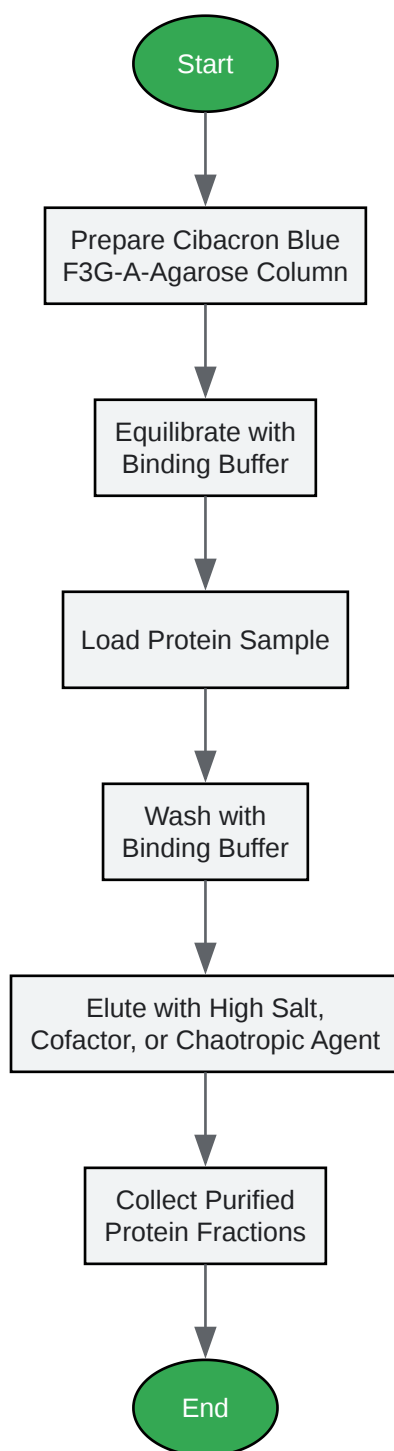 Start
Prepare Cibacron Blue
F3G-A-Agarose Column
Equilibrate with
Binding Buffer
Load Protein Sample
Wash with
Binding Buffer
Elute with High Salt,
Cofactor, or Chaotropic Agent
Collect Purified
Protein Fractions
End